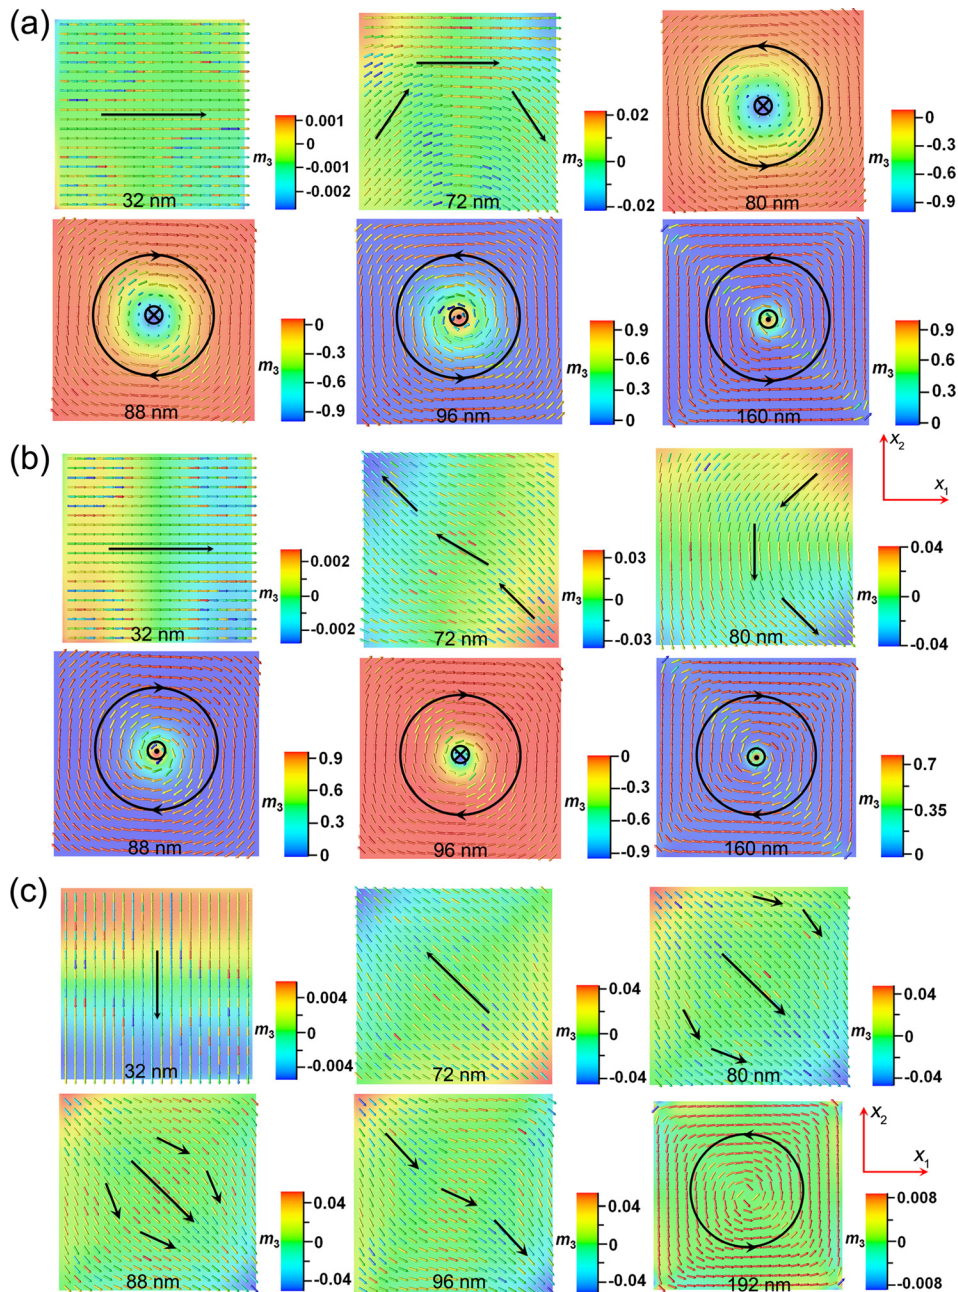 (a)
32 nm
m3
0.001
0
-0.001
-0.002
72 nm
m3
0.02
0
-0.02
80 nm
m3
0
-0.3
-0.6
-0.9
88 nm
m3
0
-0.3
-0.6
-0.9
96 nm
m3
0.9
0.6
0.3
0
160 nm
m3
0.9
0.6
0.3
0
(b)
x2
x1
32 nm
m3
0.002
0
-0.002
72 nm
m3
0.03
0
-0.03
80 nm
m3
0.04
0
-0.04
88 nm
m3
0.9
0.6
0.3
0
96 nm
m3
0
-0.3
-0.6
-0.9
160 nm
m3
0.7
0.35
0
(c)
32 nm
m3
0.004
0
-0.004
72 nm
m3
0.04
0
-0.04
80 nm
m3
0.04
0
-0.04
88 nm
m3
0.04
0
-0.04
96 nm
m3
0.04
0
-0.04
192 nm
x2
x1
m3
0.008
0
-0.008